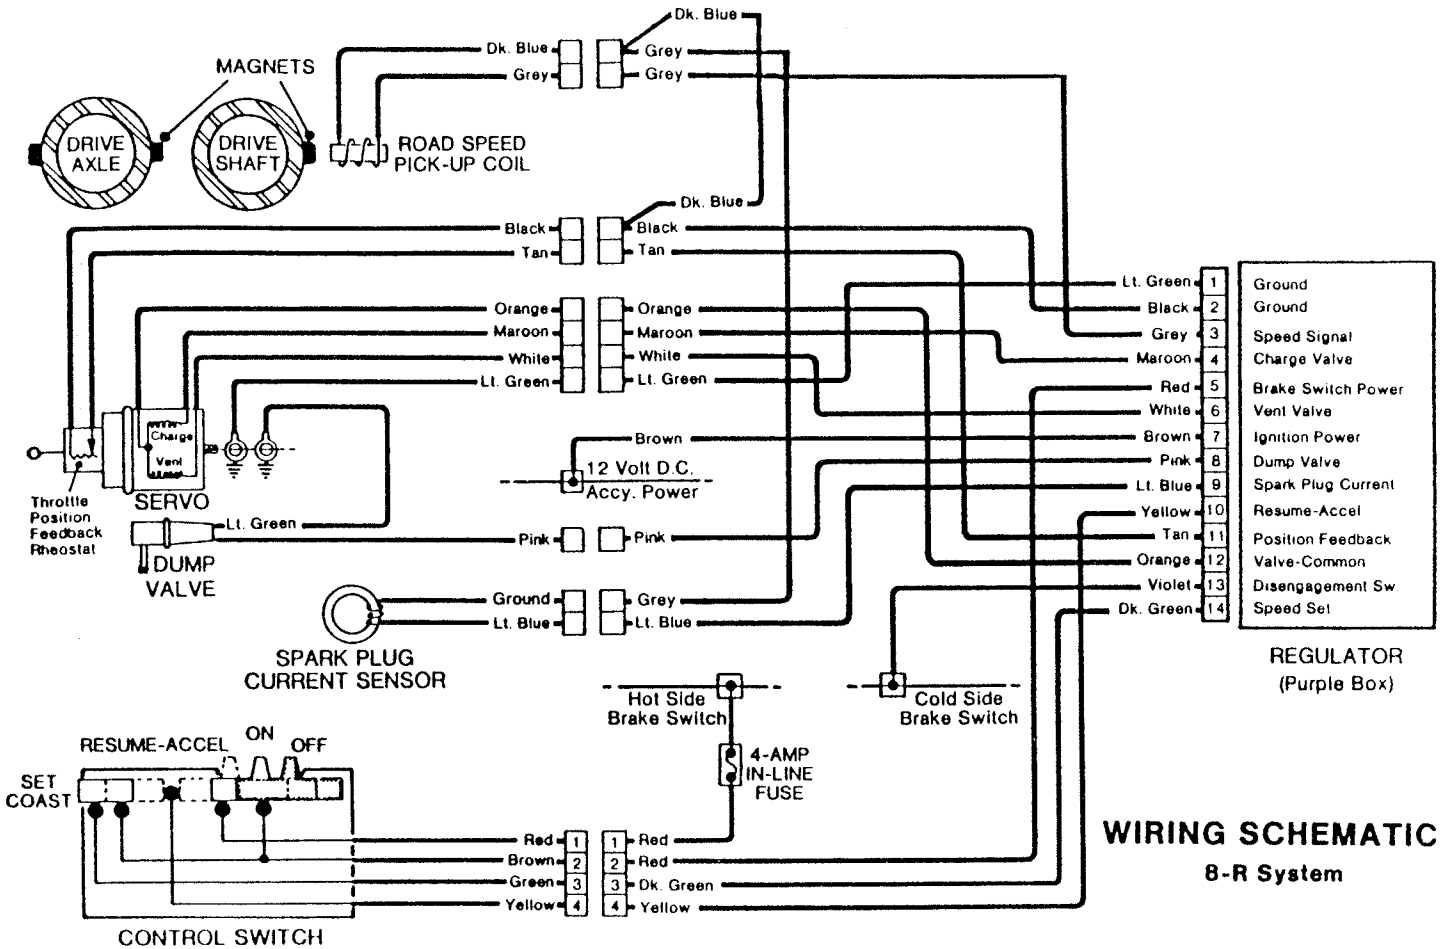 Dk. Blue
Dk. Blue
Grey
MAGNETS
Grey
Grey
DRIVE
AXLE
DRIVE
SHAFT
ROAD SPEED
PICK-UP COIL
Dk. Blue
Black
Black
Tan
Tan
Orange
Orange
Maroon
Maroon
White
White
Lt. Green
Lt. Green
Charge
Vent
SERVO
Throttle
Position
Feedback
Rheostat
Brown
12 Volt D.C.
Accy. Power
Lt. Green
Pink
Pink
DUMP
VALVE
Ground
Grey
Lt. Blue
Lt. Blue
SPARK PLUG
CURRENT SENSOR
Lt. Green 1 Ground
Black 2 Ground
Grey 3 Speed Signal
Maroon 4 Charge Valve
Red 5 Brake Switch Power
White 6 Vent Valve
Brown 7 Ignition Power
Pink 8 Dump Valve
Lt. Blue 9 Spark Plug Current
Yellow 10 Resume-Accel
Tan 11 Position Feedback
Orange 12 Valve-Common
Violet 13 Disengagement Sw.
Dk. Green 14 Speed Set
REGULATOR
(Purple Box)
Hot Side
Brake Switch
Cold Side
Brake Switch
4-AMP
IN-LINE
FUSE
RESUME-ACCEL
ON
OFF
SET
COAST
Red 1
1 Red
Brown 2
2 Red
Green 3
3 Dk. Green
Yellow 4
4 Yellow
CONTROL SWITCH
WIRING SCHEMATIC
8-R System